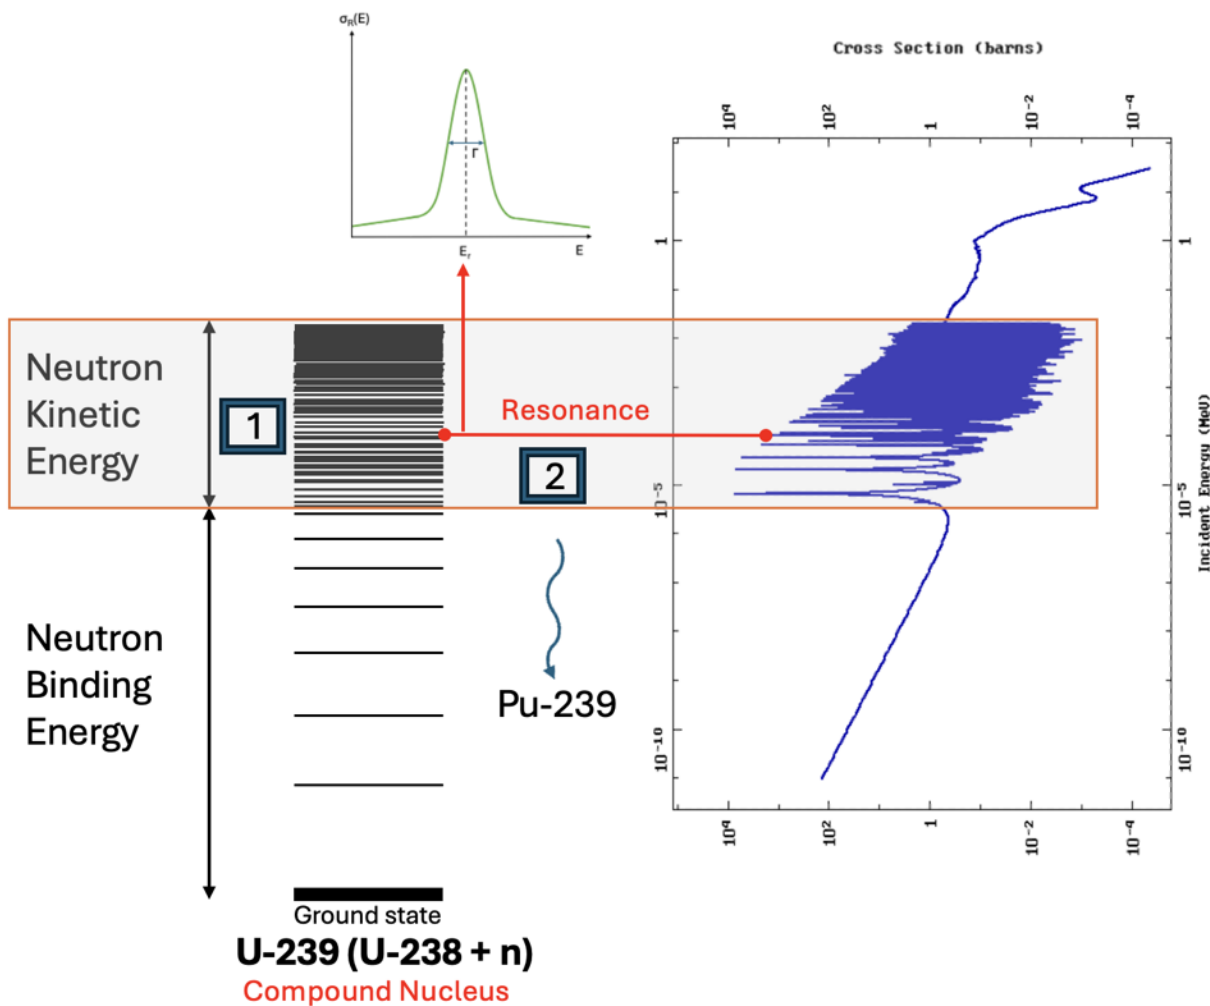 σR(E)
Γ
Er
E
Cross Section (barns)
10⁴
10²
1
10⁻²
10⁻⁴
1
1
Neutron
Kinetic
Energy
1
Resonance
2
10⁻⁵
10⁻⁵
Incident Energy (MeV)
Neutron
Binding
Energy
Pu-239
10⁻¹⁰
10⁻¹⁰
10⁴
10²
1
10⁻²
10⁻⁴
Ground state
U-239 (U-238 + n)
Compound Nucleus